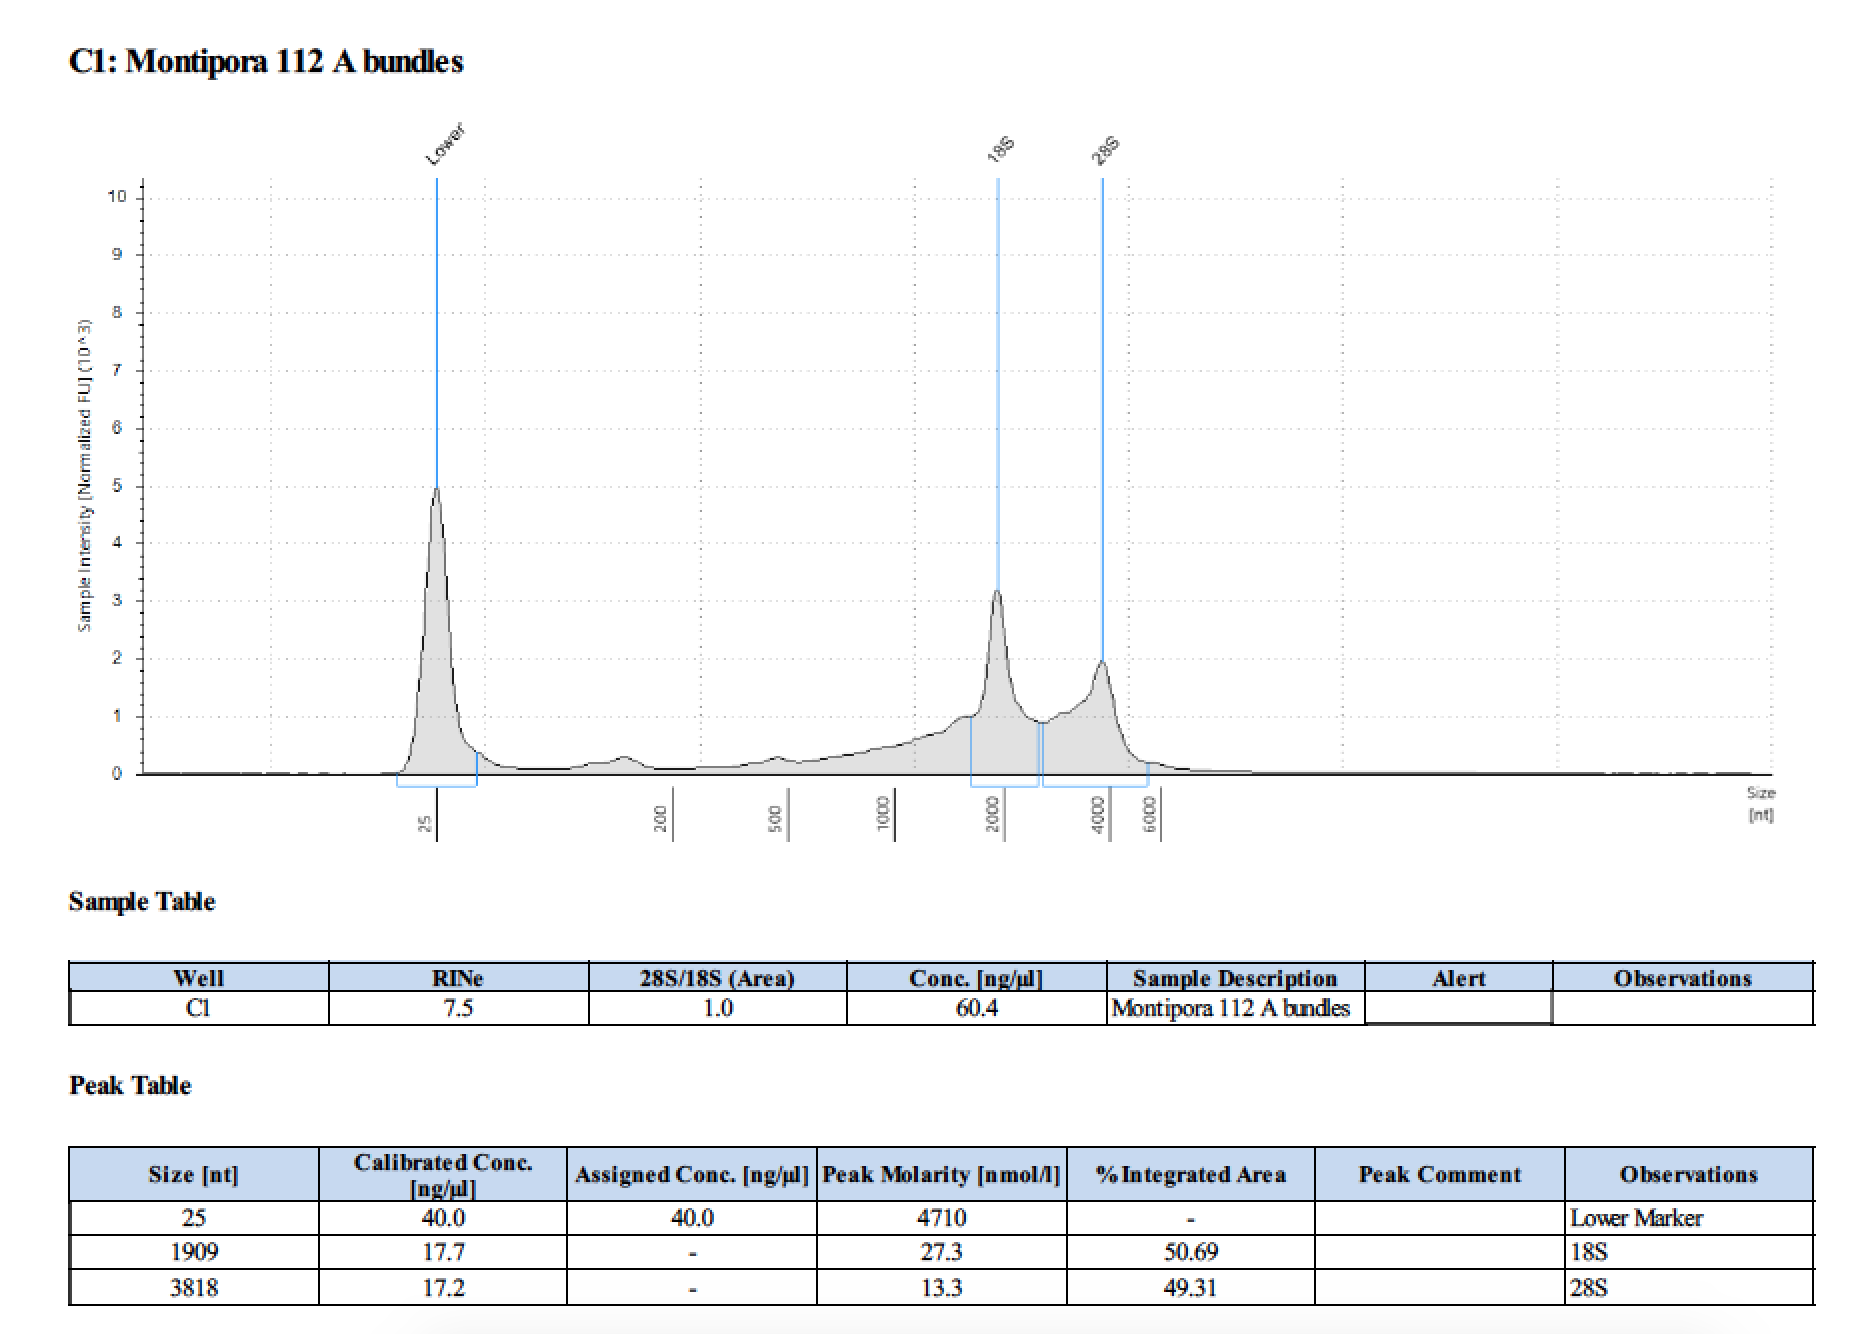 C1: Montipora 112 A bundles
Lower 18S 28S
Sample Intensity [Normalized FU] (10^3)
10
9
8
7
6
5
4
3
2
1
0
25 200 500 1000 2000 4000 6000
Size
[nt]
Sample Table
Well RINe 28S/18S (Area) Conc. [ng/µl] Sample Description Alert Observations
C1 7.5 1.0 60.4 Montipora 112 A bundles
Peak Table
Size [nt] Calibrated Conc. [ng/µl] Assigned Conc. [ng/µl] Peak Molarity [nmol/l] % Integrated Area Peak Comment Observations
25 40.0 40.0 4710 - Lower Marker
1909 17.7 - 27.3 50.69 18S
3818 17.2 - 13.3 49.31 28S